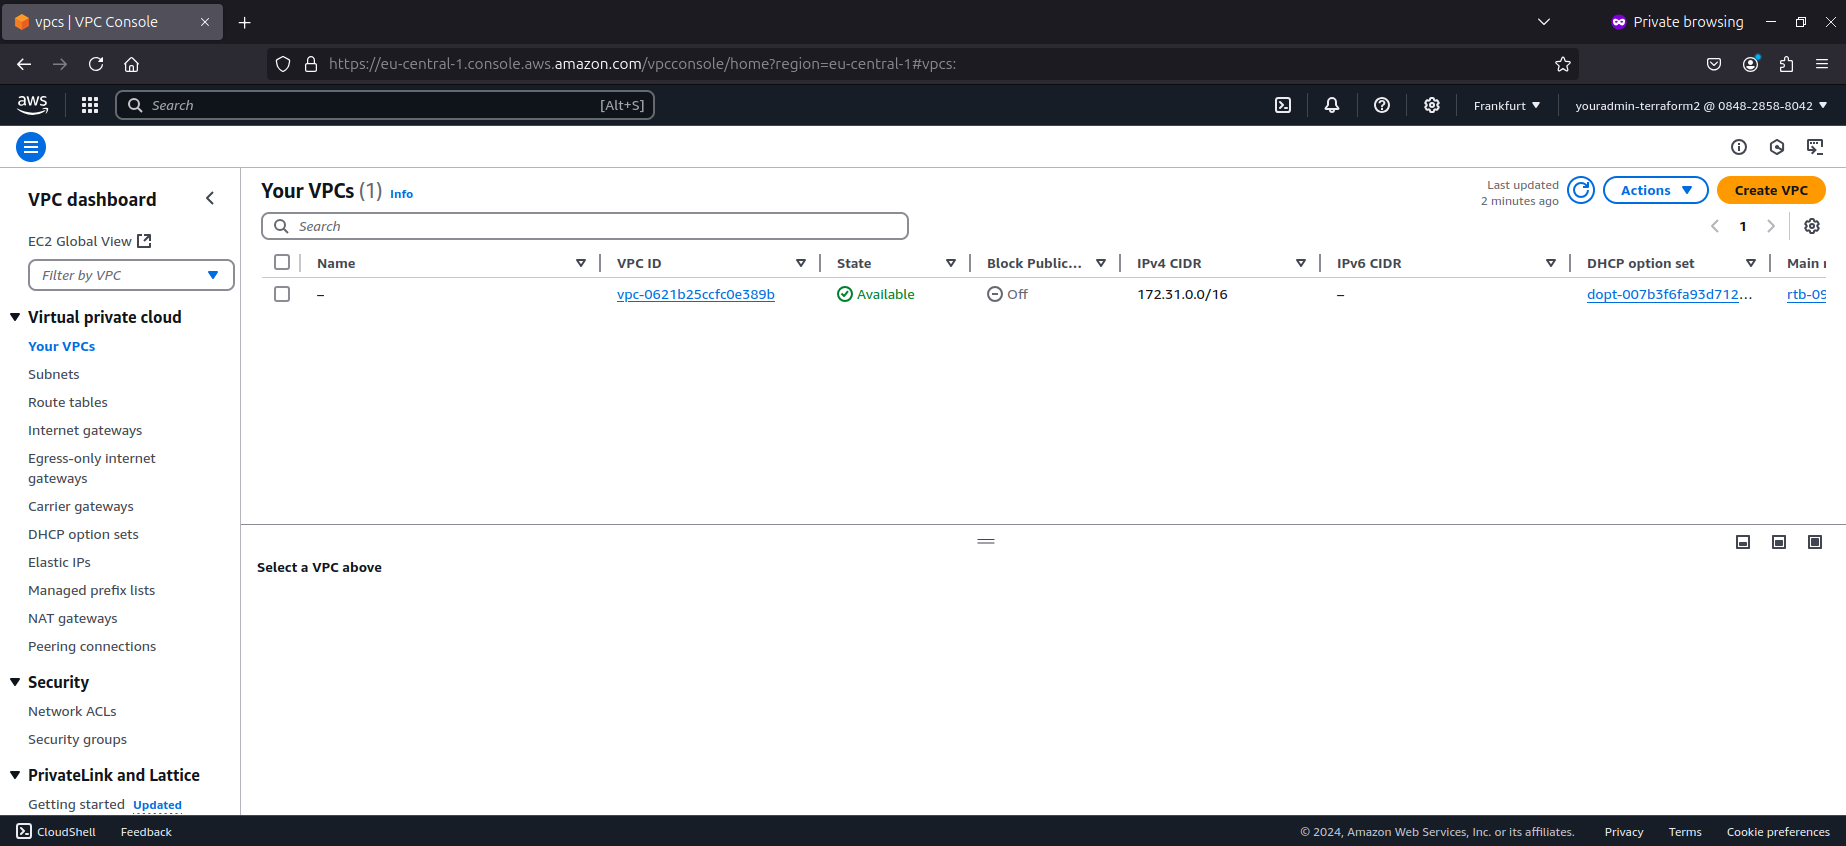 vpcs | VPC Console
Private browsing
https://eu-central-1.console.aws.amazon.com/vpcconsole/home?region=eu-central-1#vpcs:
aws
Search
[Alt+S]
Frankfurt
youradmin-terraform2 @ 0848-2858-8042
VPC dashboard
EC2 Global View
Filter by VPC
Virtual private cloud
Your VPCs
Subnets
Route tables
Internet gateways
Egress-only internet
gateways
Carrier gateways
DHCP option sets
Elastic IPs
Managed prefix lists
NAT gateways
Peering connections
Security
Network ACLs
Security groups
PrivateLink and Lattice
Getting started Updated
Your VPCs (1) Info
Last updated
2 minutes ago
Actions
Create VPC
Search
1
Name VPC ID State Block Public... IPv4 CIDR IPv6 CIDR DHCP option set Main r
– vpc-0621b25ccfc0e389b Available Off 172.31.0.0/16 – dopt-007b3f6fa93d712... rtb-09
Select a VPC above
CloudShell Feedback
© 2024, Amazon Web Services, Inc. or its affiliates. Privacy Terms Cookie preferences